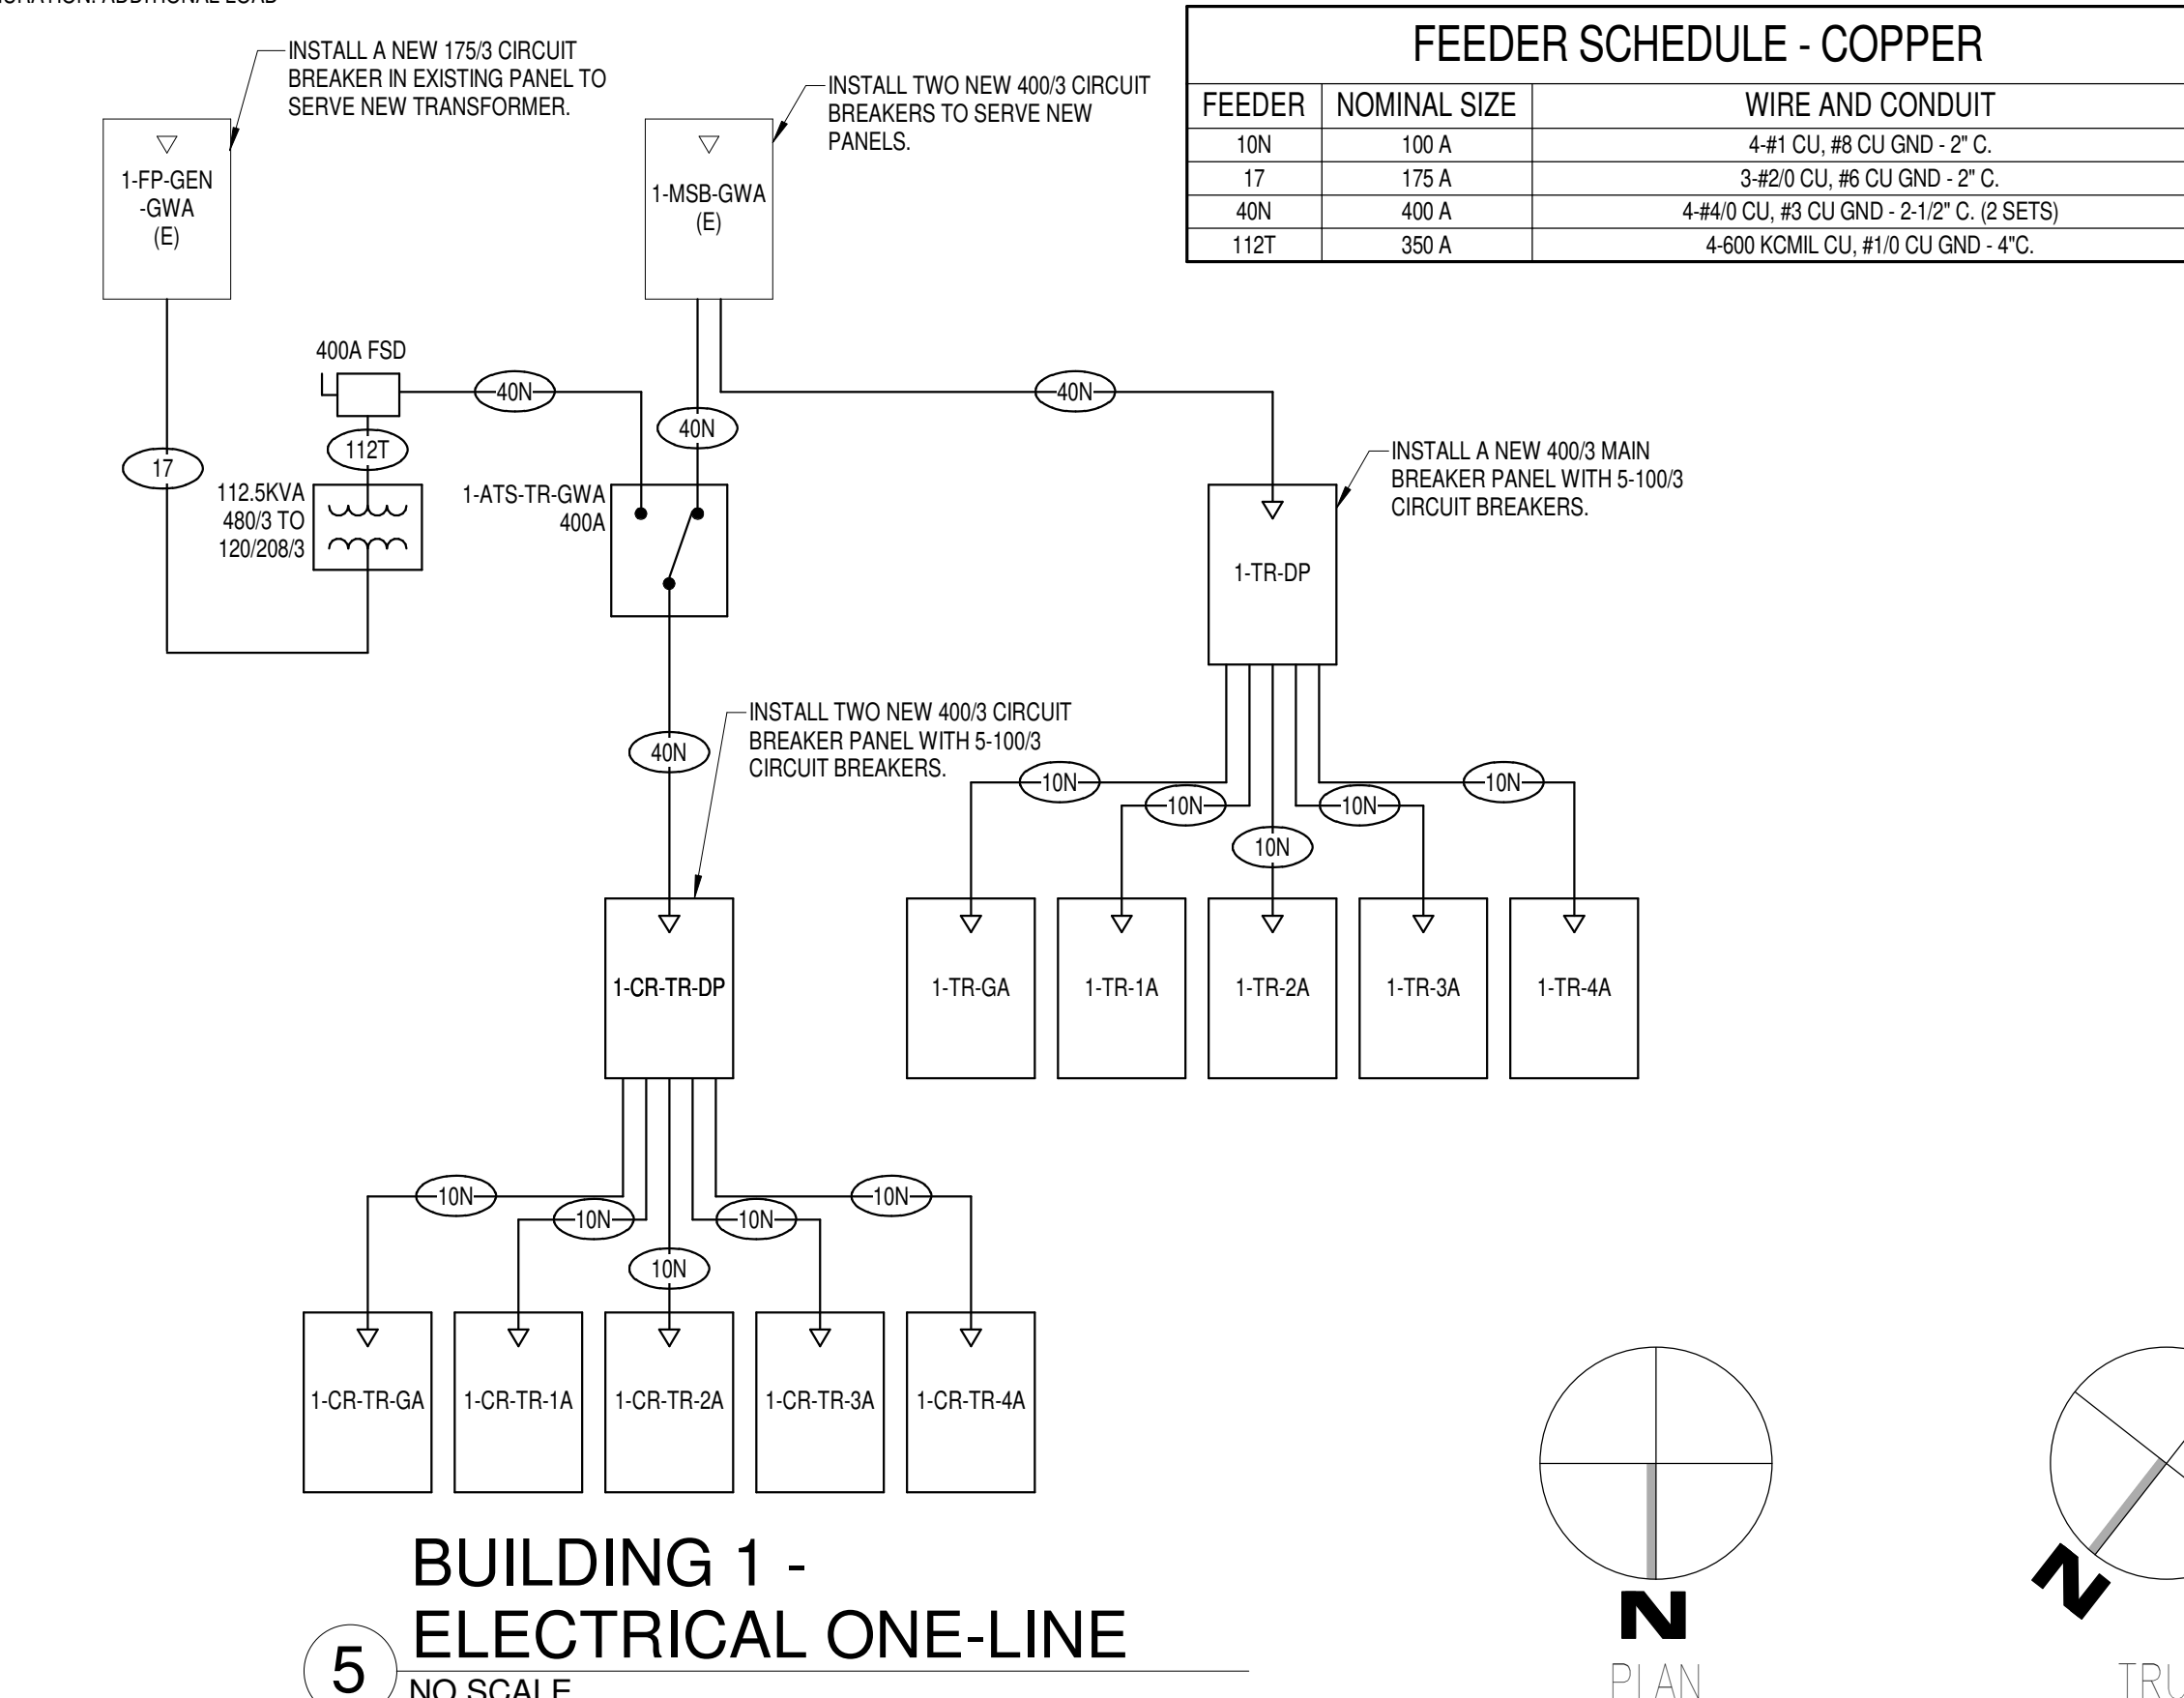 INSTALL A NEW 175/3 CIRCUIT
BREAKER IN EXISTING PANEL TO
SERVE NEW TRANSFORMER.
INSTALL TWO NEW 400/3 CIRCUIT
BREAKERS TO SERVE NEW
PANELS.
FEEDER SCHEDULE - COPPER
FEEDER NOMINAL SIZE WIRE AND CONDUIT
10N 100 A 4-#1 CU, #8 CU GND - 2" C.
17 175 A 3-#2/0 CU, #6 CU GND - 2" C.
40N 400 A 4-#4/0 CU, #3 CU GND - 2-1/2" C. (2 SETS)
112T 350 A 4-600 KCMIL CU, #1/0 CU GND - 4"C.
1-FP-GEN
-GWA
(E)
1-MSB-GWA
(E)
400A FSD
40N
40N
40N
112T
17
112.5KVA
480/3 TO
120/208/3
1-ATS-TR-GWA
400A
INSTALL A NEW 400/3 MAIN
BREAKER PANEL WITH 5-100/3
CIRCUIT BREAKERS.
1-TR-DP
INSTALL TWO NEW 400/3 CIRCUIT
BREAKER PANEL WITH 5-100/3
CIRCUIT BREAKERS.
40N
10N
10N
10N
10N
10N
1-CR-TR-DP
1-TR-GA
1-TR-1A
1-TR-2A
1-TR-3A
1-TR-4A
10N
10N
10N
10N
10N
1-CR-TR-GA
1-CR-TR-1A
1-CR-TR-2A
1-CR-TR-3A
1-CR-TR-4A
BUILDING 1 -
ELECTRICAL ONE-LINE
5
NO SCALE
N
PLAN
N